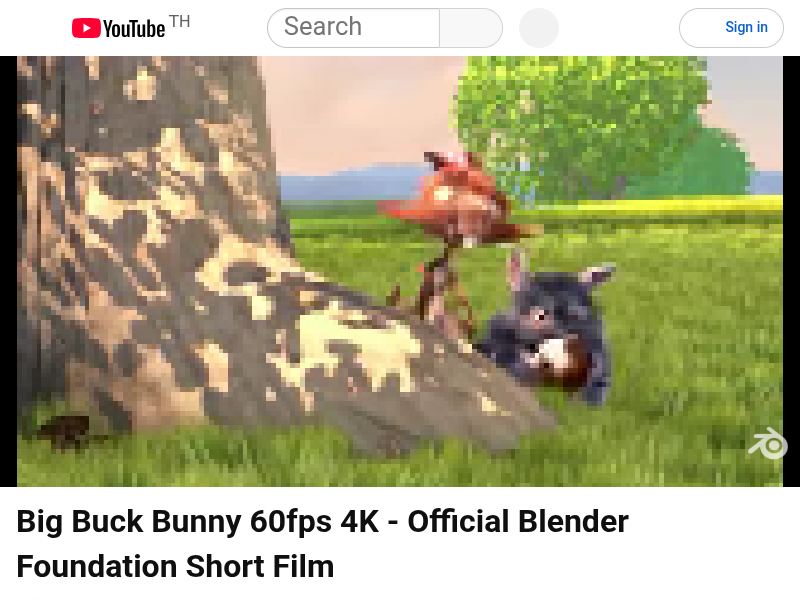 YouTube TH
Search
Sign in
Big Buck Bunny 60fps 4K - Official Blender
Foundation Short Film